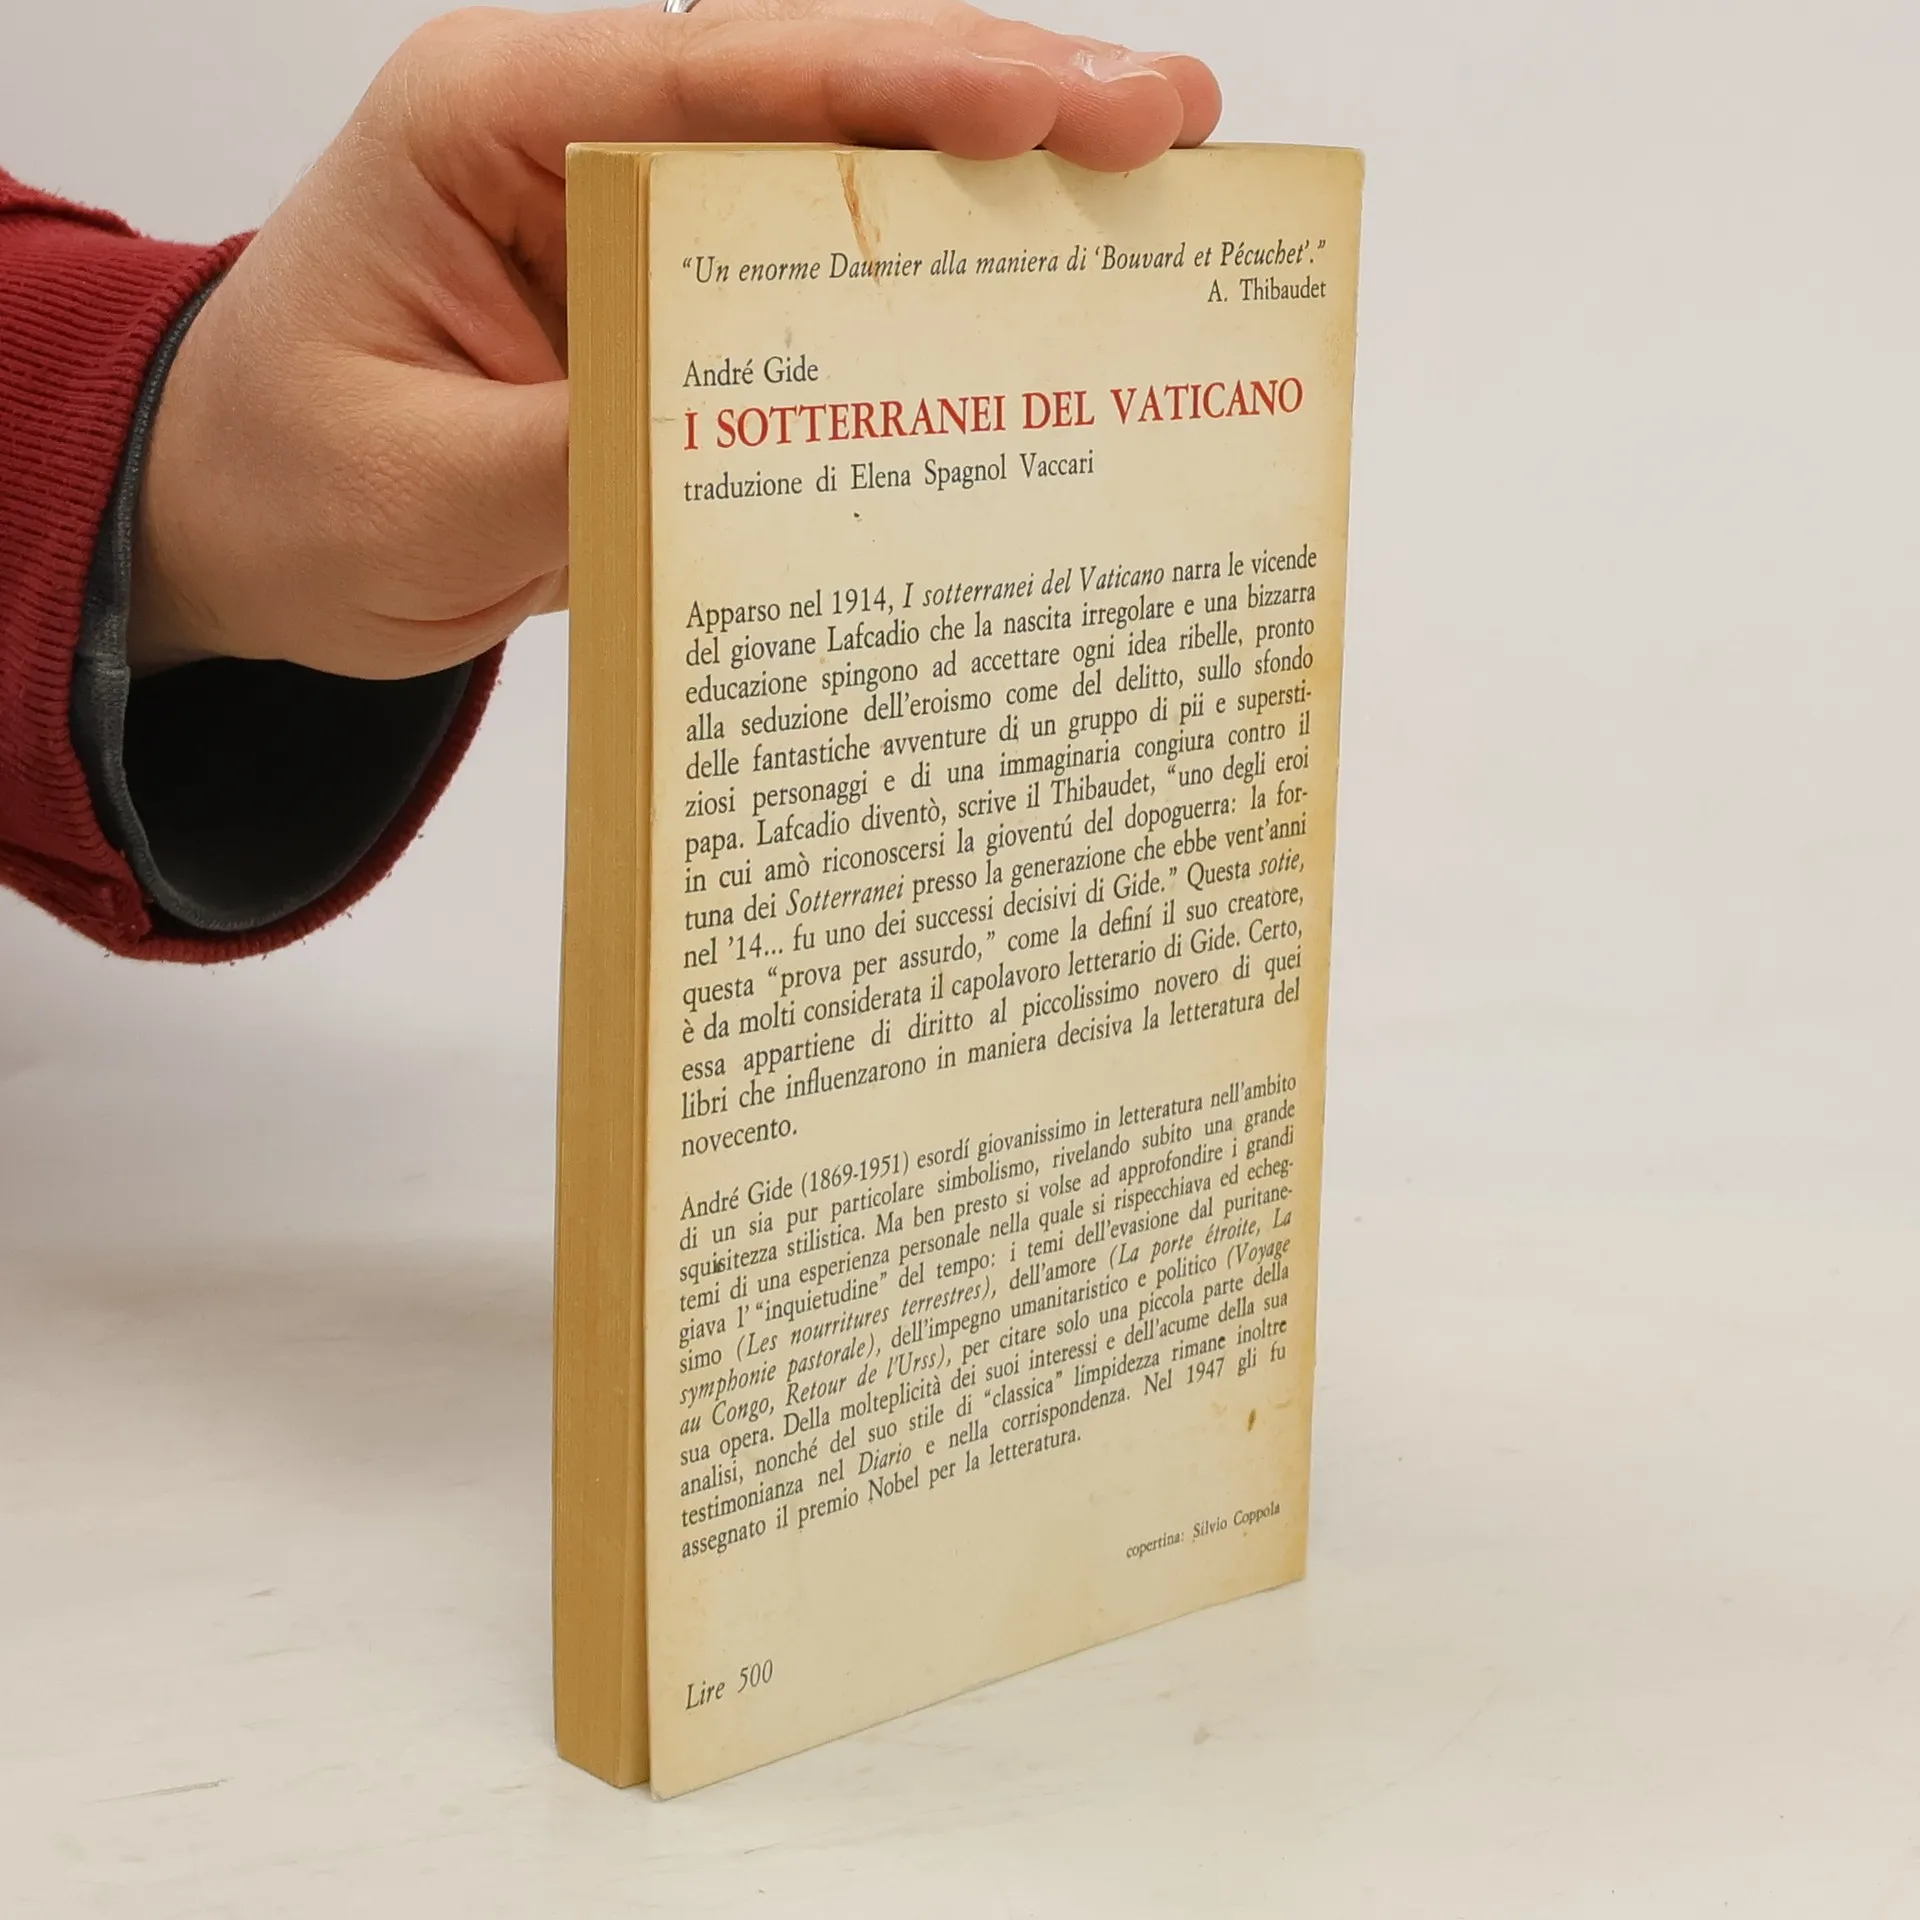 “Un enorme Daumier alla maniera di ‘Bouvard et Pécuchet’.”
A. Thibaudet
André Gide
I SOTTERRANEI DEL VATICANO
traduzione di Elena Spagnol Vaccari
Apparso nel 1914, I sotterranei del Vaticano narra le vicende
del giovane Lafcadio che la nascita irregolare e una bizzarra
educazione spingono ad accettare ogni idea ribelle, pronto
alla seduzione dell’eroismo come del delitto, sullo sfondo
delle fantastiche avventure di un gruppo di pii e supersti-
ziosi personaggi e di una immaginaria congiura contro il
papa. Lafcadio diventò, scrive il Thibaudet, “uno degli eroi
in cui amò riconoscersi la gioventú del dopoguerra: la for-
tuna dei Sotterranei presso la generazione che ebbe vent’anni
nel ’14... fu uno dei successi decisivi di Gide.” Questa sotie,
questa “prova per assurdo,” come la definí il suo creatore,
è da molti considerata il capolavoro letterario di Gide. Certo,
essa appartiene di diritto al piccolissimo novero di quei
libri che influenzarono in maniera decisiva la letteratura del
novecento.
André Gide (1869-1951) esordí giovanissimo in letteratura nell’ambito
di un sia pur particolare simbolismo, rivelando subito una grande
squisitezza stilistica. Ma ben presto si volse ad approfondire i grandi
temi di una esperienza personale nella quale si rispecchiava ed echeg-
giava l’ “inquietudine” del tempo: i temi dell’evasione dal puritane-
simo (Les nourritures terrestres), dell’amore (La porte étroite, La
symphonie pastorale), dell’impegno umanitaristico e politico (Voyage
au Congo, Retour de l’Urss), per citare solo una piccola parte della
sua opera. Della molteplicità dei suoi interessi e dell’acume della sua
analisi, nonché del suo stile di “classica” limpidezza rimane inoltre
testimonianza nel Diario e nella corrispondenza. Nel 1947 gli fu
assegnato il premio Nobel per la letteratura.
copertina: Silvio Coppola
Lire 500